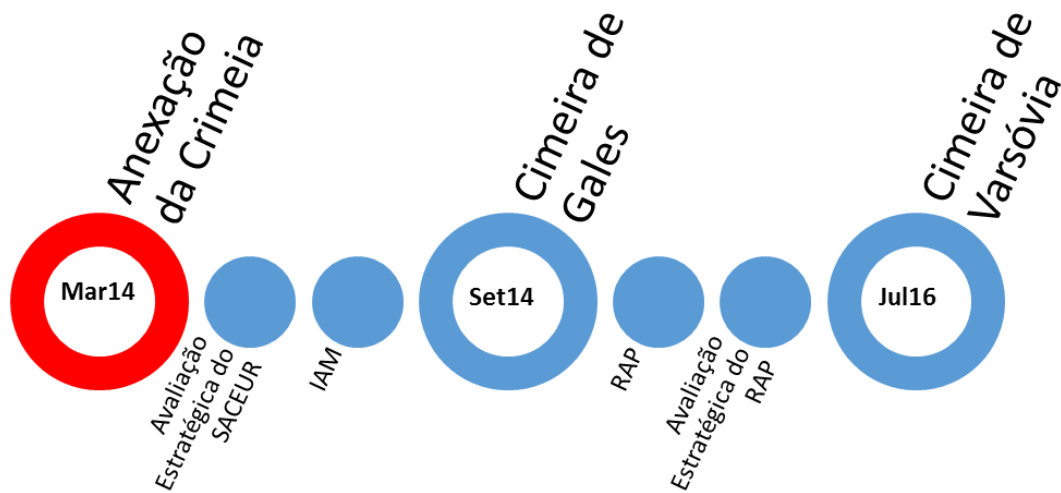 Anexação
da Crimeia
Mar14
Avaliação
Estratégica do
SACEUR
IAM
Cimeira de
Gales
Set14
RAP
Avaliação
Estratégica do
RAP
Cimeira de
Varsóvia
Jul16